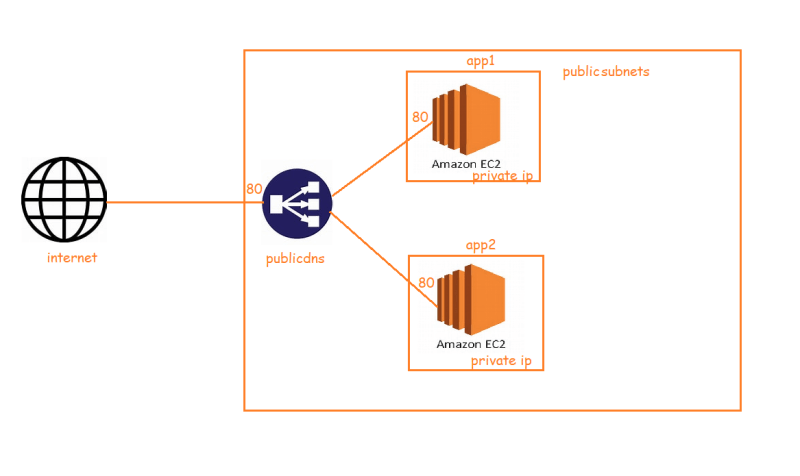 app1
publicsubnets
80
Amazon EC2
private ip
80
internet
publicdns
app2
80
Amazon EC2
private ip